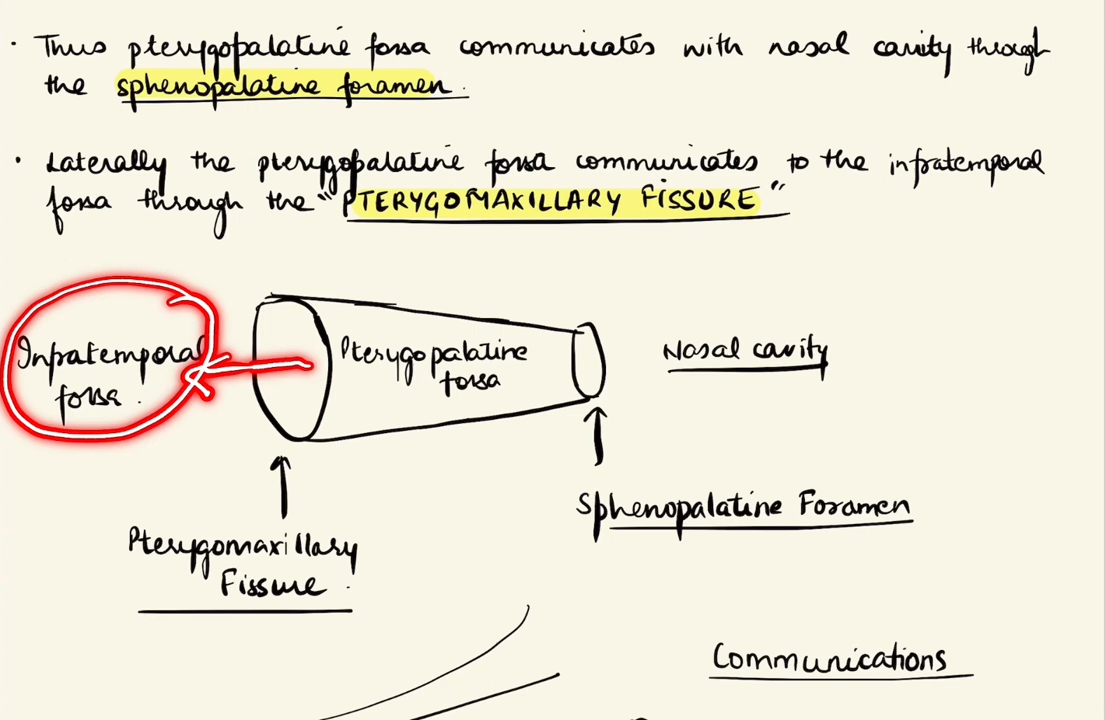 · Thus pterygopalatine fossa communicates with nasal cavity through
the sphenopalatine foramen.
· Laterally the pterygopalatine fossa communicates to the infratemporal
fossa through the "PTERYGOMAXILLARY FISSURE"
Infratemporal
fossa.
Pterygopalatine
fossa
Nasal cavity
Sphenopalatine Foramen
Pterygomaxillary
Fissure.
Communications